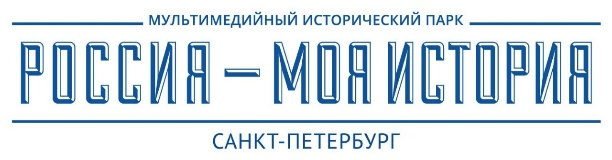 МУЛЬТИМЕДИЙНЫЙ ИСТОРИЧЕСКИЙ ПАРК
РОССИЯ – МОЯ ИСТОРИЯ
САНКТ-ПЕТЕРБУРГ